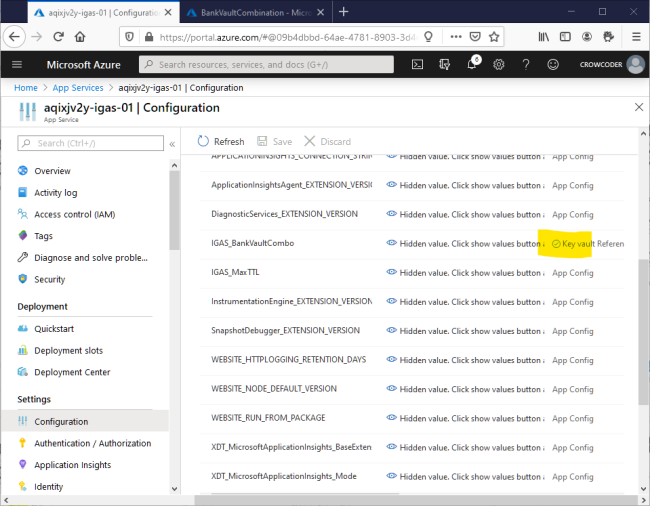 aqixjv2y-igas-01 | Configuration
BankVaultCombination - Micro
https://portal.azure.com/#@09b4dbbd-64ae-4781-8903-3d4
Microsoft Azure
Search resources, services, and docs (G+/)
6
CROWCODER
Home > App Services > aqixjv2y-igas-01 | Configuration
aqixjv2y-igas-01 | Configuration
App Service
Search (Ctrl+/)
Refresh Save Discard
Overview
Activity log
Access control (IAM)
Tags
Diagnose and solve proble...
Security
Deployment
Quickstart
Deployment slots
Deployment Center
Settings
Configuration
Authentication / Authorization
Application Insights
Identity
APPLICATIONINSIGHTS_CONNECTION_STRIN Hidden value. Click show values button App Config
ApplicationInsightsAgent_EXTENSION_VERSI Hidden value. Click show values button App Config
DiagnosticServices_EXTENSION_VERSION Hidden value. Click show values button App Config
IGAS_BankVaultCombo Hidden value. Click show values button Key vault Referen
IGAS_MaxTTL Hidden value. Click show values button App Config
InstrumentationEngine_EXTENSION_VERSION Hidden value. Click show values button App Config
SnapshotDebugger_EXTENSION_VERSION Hidden value. Click show values button App Config
WEBSITE_HTTPLOGGING_RETENTION_DAYS Hidden value. Click show values button App Config
WEBSITE_NODE_DEFAULT_VERSION Hidden value. Click show values button App Config
WEBSITE_RUN_FROM_PACKAGE Hidden value. Click show values button App Config
XDT_MicrosoftApplicationInsights_BaseExten Hidden value. Click show values button App Config
XDT_MicrosoftApplicationInsights_Mode Hidden value. Click show values button App Config